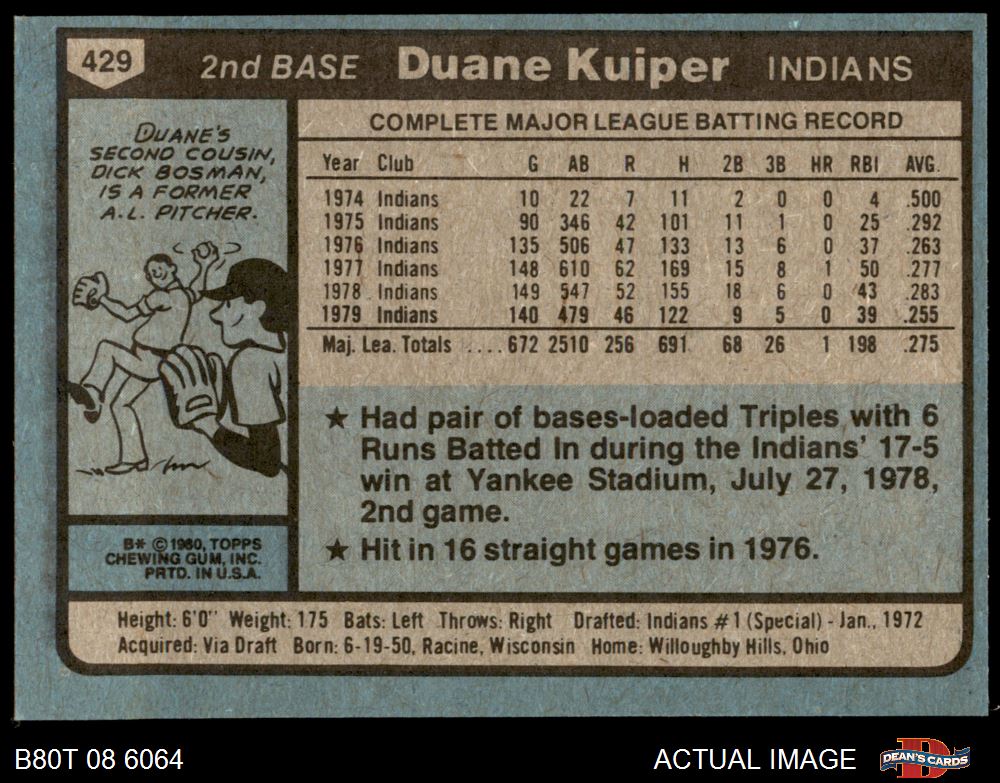 429 2nd BASE Duane Kuiper INDIANS
DUANE'S
SECOND COUSIN,
DICK BOSMAN,
IS A FORMER
A.L. PITCHER.
COMPLETE MAJOR LEAGUE BATTING RECORD
Year Club G AB R H 2B 3B HR RBI AVG.
1974 Indians 10 22 7 11 2 0 0 4 .500
1975 Indians 90 346 42 101 11 1 0 25 .292
1976 Indians 135 506 47 133 13 6 0 37 .263
1977 Indians 148 610 62 169 15 8 1 50 .277
1978 Indians 149 547 52 155 18 6 0 43 .283
1979 Indians 140 479 46 122 9 5 0 39 .255
Maj. Lea. Totals ....672 2510 256 691 68 26 1 198 .275
★ Had pair of bases-loaded Triples with 6
Runs Batted In during the Indians' 17-5
win at Yankee Stadium, July 27, 1978,
2nd game.
★ Hit in 16 straight games in 1976.
B* © 1980, TOPPS
CHEWING GUM, INC.
PRTD. IN U.S.A.
Height: 6'0" Weight: 175 Bats: Left Throws: Right Drafted: Indians #1 (Special) - Jan., 1972
Acquired: Via Draft Born: 6-19-50, Racine, Wisconsin Home: Willoughby Hills, Ohio
B80T 08 6064 ACTUAL IMAGE DEAN'S CARDS